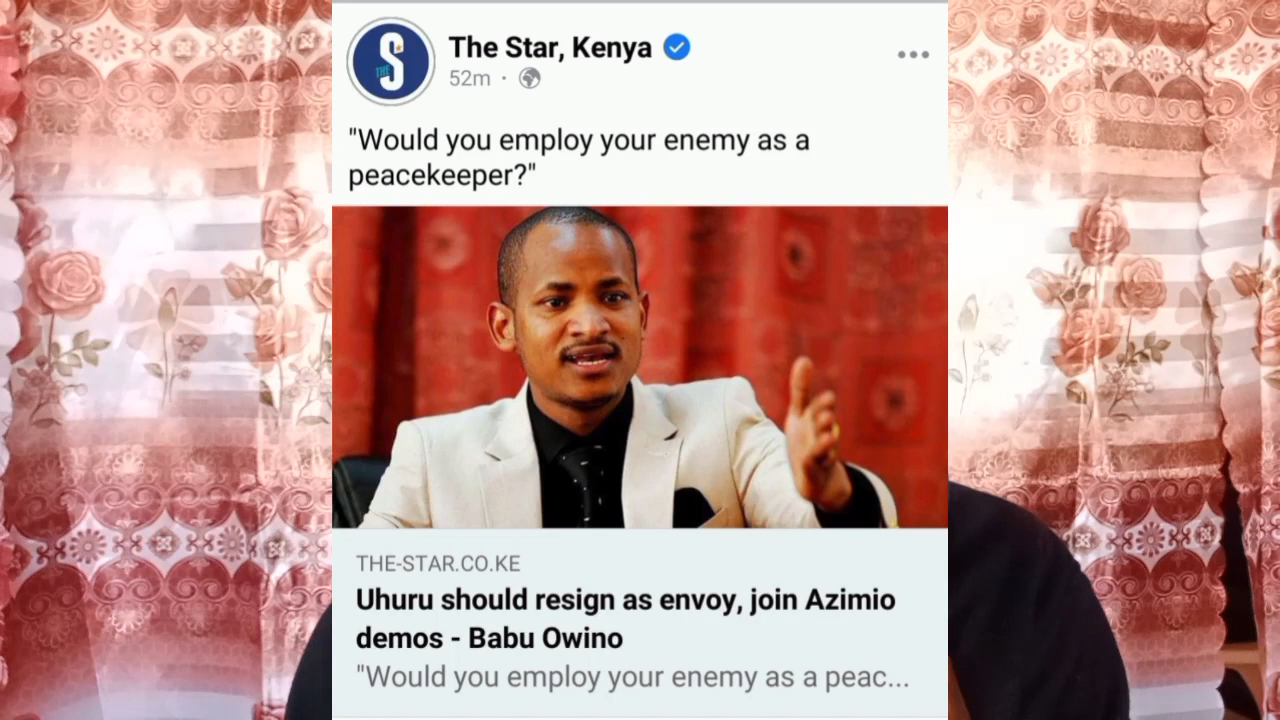 THE S
The Star, Kenya
52m ·
"Would you employ your enemy as a
peacekeeper?"
THE-STAR.CO.KE
Uhuru should resign as envoy, join Azimio
demos - Babu Owino
"Would you employ your enemy as a peac...